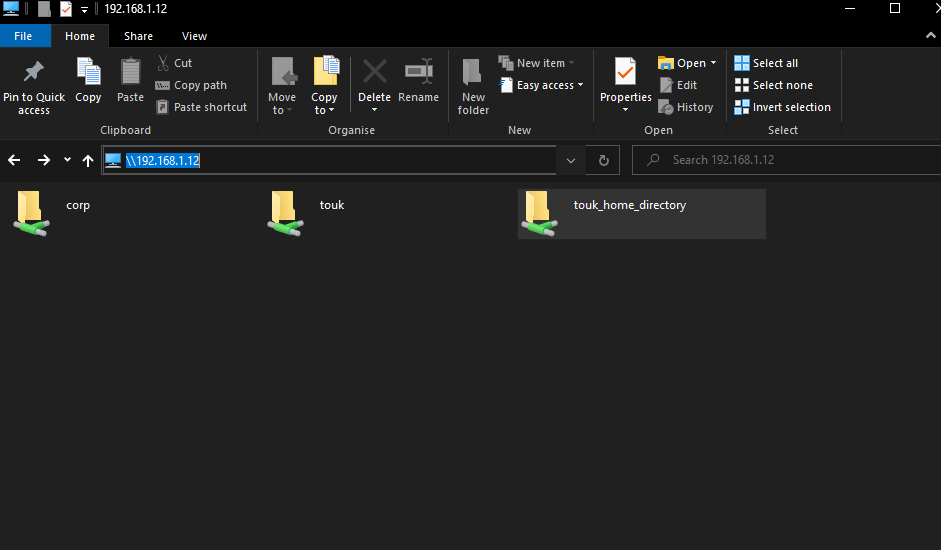 192.168.1.12
File Home Share View
Pin to Quick access
Copy
Paste
Cut
Copy path
Paste shortcut
Clipboard
Move to
Copy to
Delete
Rename
Organise
New folder
New item
Easy access
New
Properties
Open
Edit
History
Open
Select all
Select none
Invert selection
Select
\\192.168.1.12
Search 192.168.1.12
corp
touk
touk_home_directory